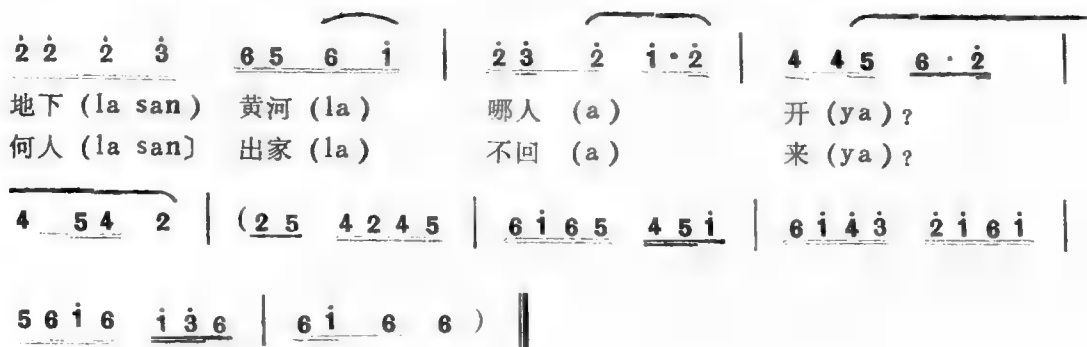 2̇ 2̇ 2̇ 3̇ 6 5 6 1̇ | 2̇ 3̇ 2̇ 1̇ · 2̇ | 4 4 5 6 · 2̇ |
地下 (la san) 黄河 (la) 哪人 (a) 开 (ya)?
何人 (la san〕 出家 (la) 不回 (a) 来 (ya)?
4 5 4 2 | (2 5 4 2 4 5 | 6 1̇ 6 5 4 5 1̇ | 6 1̇ 4̇ 3̇ 2̇ 1̇ 6 1̇ |
5 6 1̇ 6 1̇ 3̇ 6 | 6 1̇ 6 6 ) ‖